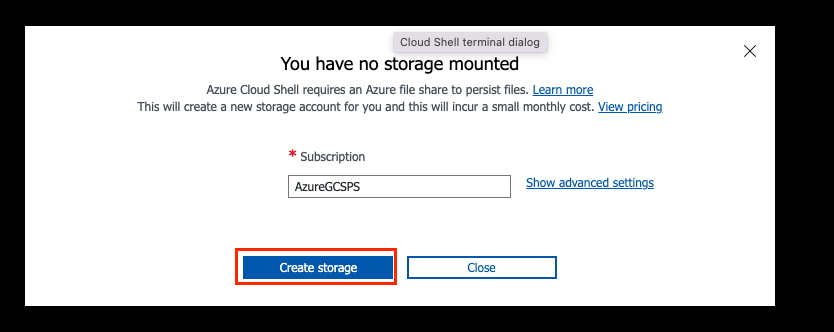 Cloud Shell terminal dialog
You have no storage mounted
Azure Cloud Shell requires an Azure file share to persist files. Learn more
This will create a new storage account for you and this will incur a small monthly cost. View pricing
* Subscription
AzureGCSPS
Show advanced settings
Create storage
Close